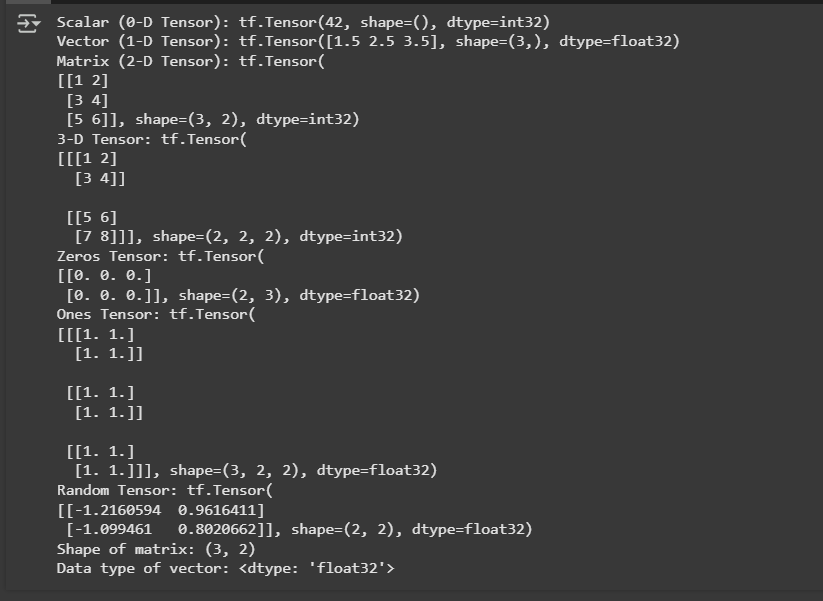 Scalar (0-D Tensor): tf.Tensor(42, shape=(), dtype=int32)
Vector (1-D Tensor): tf.Tensor([1.5 2.5 3.5], shape=(3,), dtype=float32)
Matrix (2-D Tensor): tf.Tensor(
[[1 2]
 [3 4]
 [5 6]], shape=(3, 2), dtype=int32)
3-D Tensor: tf.Tensor(
[[[1 2]
  [3 4]]

 [[5 6]
  [7 8]]], shape=(2, 2, 2), dtype=int32)
Zeros Tensor: tf.Tensor(
[[0. 0. 0.]
 [0. 0. 0.]], shape=(2, 3), dtype=float32)
Ones Tensor: tf.Tensor(
[[[1. 1.]
  [1. 1.]]

 [[1. 1.]
  [1. 1.]]

 [[1. 1.]
  [1. 1.]]], shape=(3, 2, 2), dtype=float32)
Random Tensor: tf.Tensor(
[[-1.2160594  0.9616411]
 [-1.099461   0.8020662]], shape=(2, 2), dtype=float32)
Shape of matrix: (3, 2)
Data type of vector: <dtype: 'float32'>